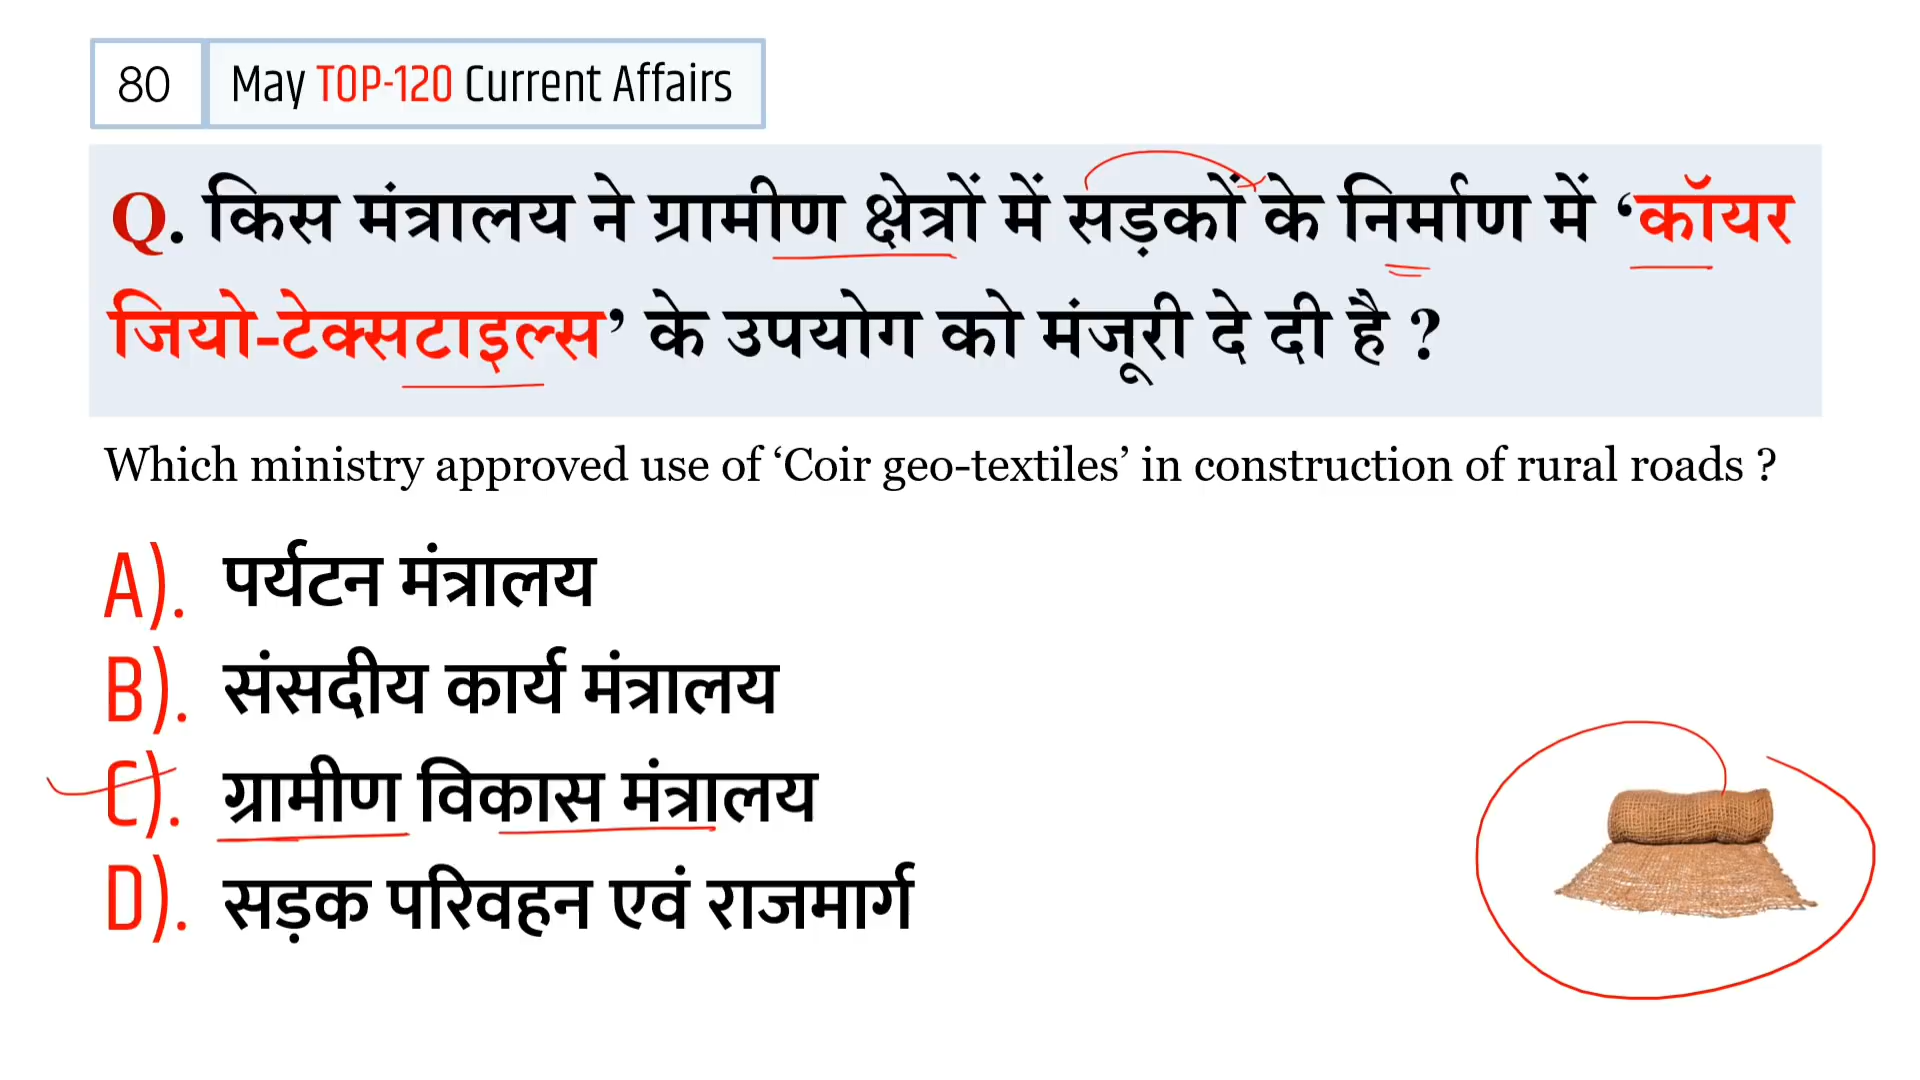 80 May TOP-120 Current Affairs
Q. किस मंत्रालय ने ग्रामीण क्षेत्रों में सड़कों के निर्माण में ‘कॉयर
जियो-टेक्सटाइल्स’ के उपयोग को मंजूरी दे दी है ?
Which ministry approved use of ‘Coir geo-textiles’ in construction of rural roads ?
A). पर्यटन मंत्रालय
B). संसदीय कार्य मंत्रालय
C). ग्रामीण विकास मंत्रालय
D). सड़क परिवहन एवं राजमार्ग